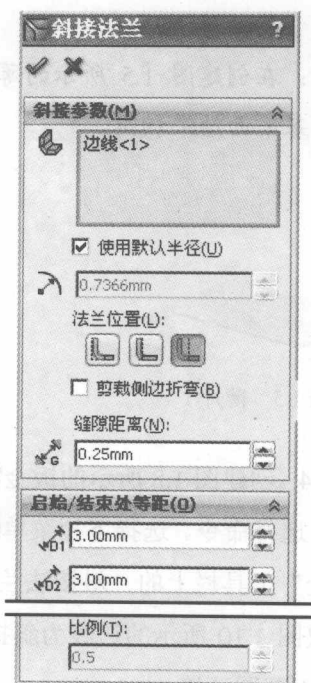 斜接法兰 ?
斜接参数(M)
边线<1>
使用默认半径(U)
0.7366mm
法兰位置(L):
剪裁侧边折弯(B)
缝隙距离(N):
G 0.25mm
启始/结束处等距(O)
D1 3.00mm
D2 3.00mm
比例(T):
0.5